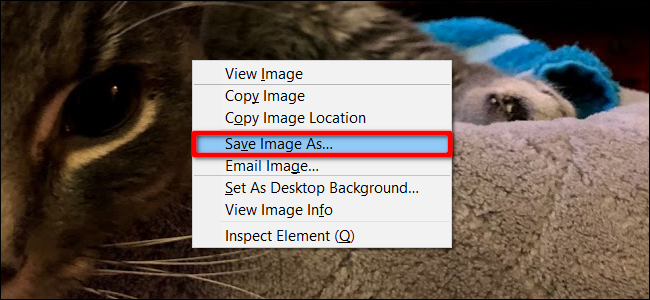 View Image
Copy Image
Copy Image Location
Save Image As...
Email Image...
Set As Desktop Background...
View Image Info
Inspect Element (Q)